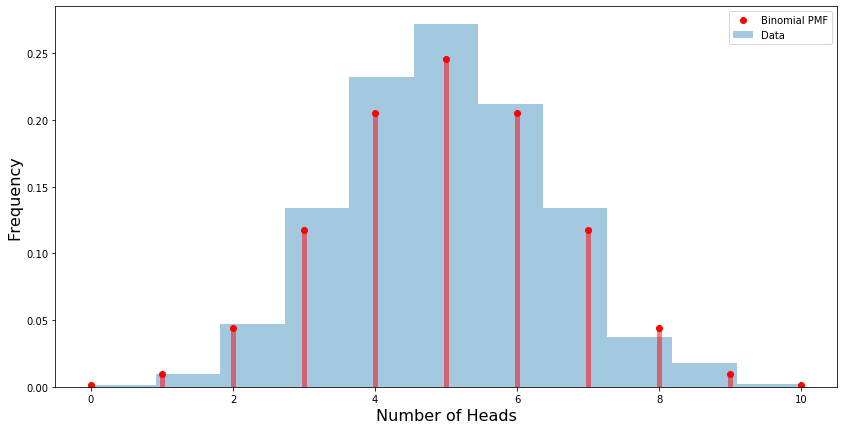 Binomial PMF
Data
Frequency
0.25
0.20
0.15
0.10
0.05
0.00
0 2 4 6 8 10
Number of Heads